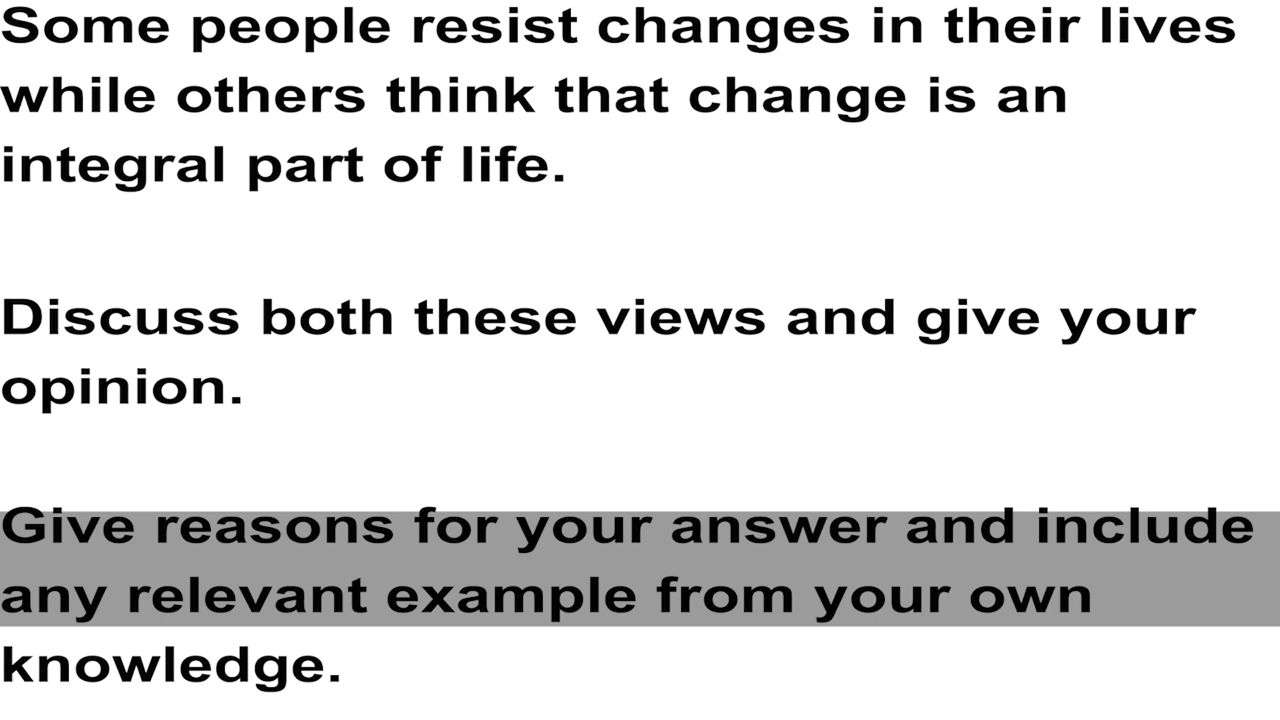 Some people resist changes in their lives
while others think that change is an
integral part of life.
Discuss both these views and give your
opinion.
Give reasons for your answer and include
any relevant example from your own
knowledge.